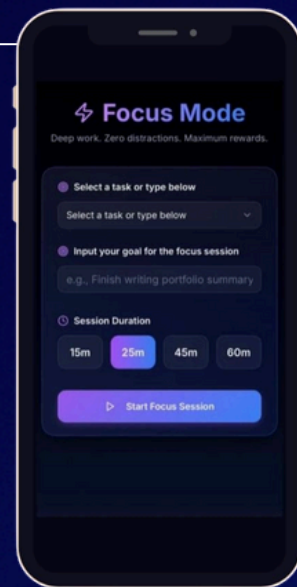 Focus Mode
Deep work. Zero distractions. Maximum rewards.
Select a task or type below
Select a task or type below
Input your goal for the focus session
e.g., Finish writing portfolio summary
Session Duration
15m 25m 45m 60m
Start Focus Session